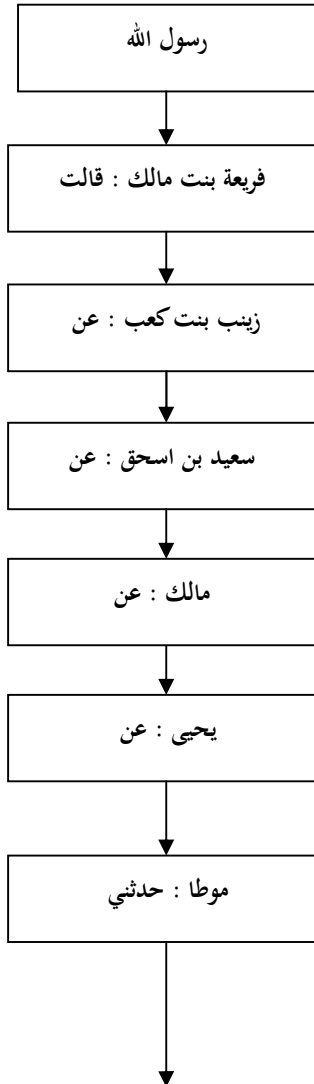 رسول الله
فريعة بنت مالك : قالت
زينب بنت كعب : عن
سعيد بن اسحق : عن
مالك : عن
يحيى : عن
موطا : حدثني